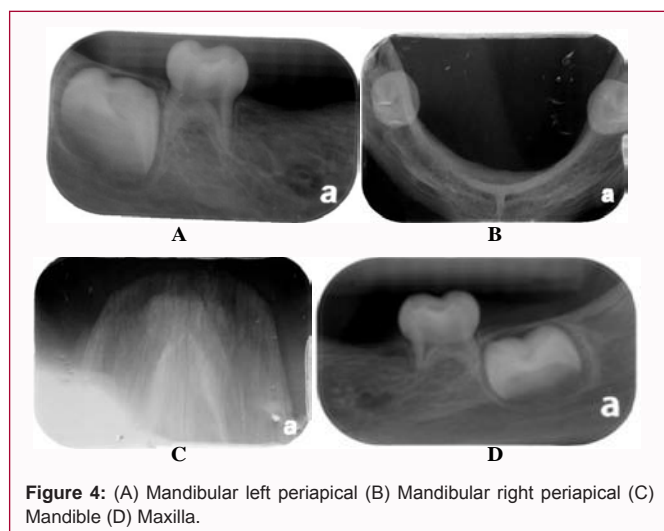 a
a
A
B
a
a
C
D
Figure 4: (A) Mandibular left periapical (B) Mandibular right periapical (C)
Mandible (D) Maxilla.